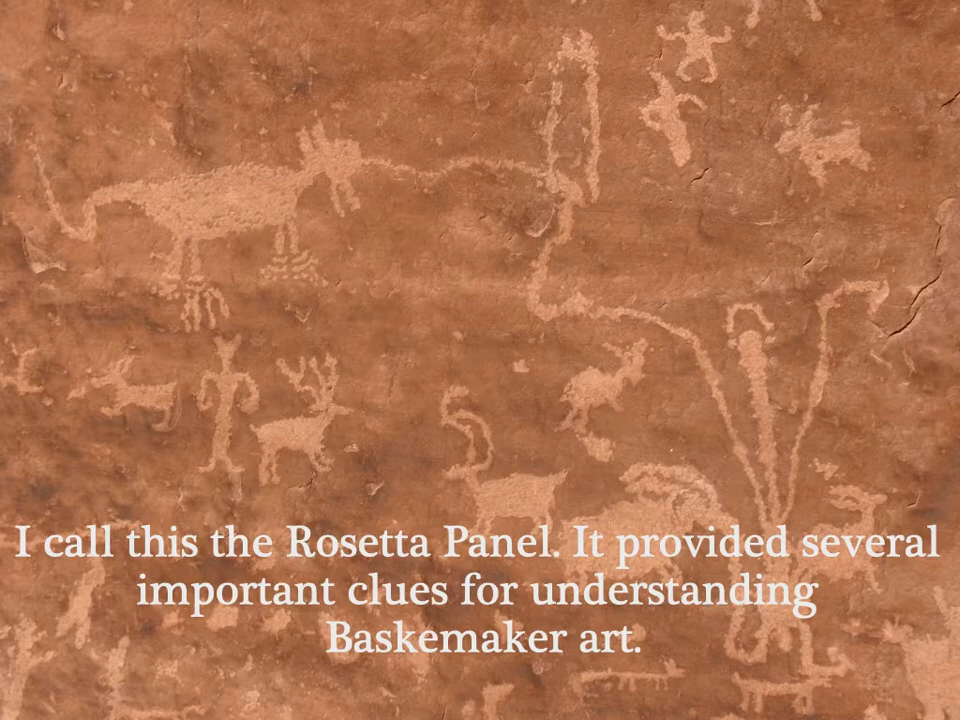 I call this the Rosetta Panel. It provided several
important clues for understanding
Baskemaker art.